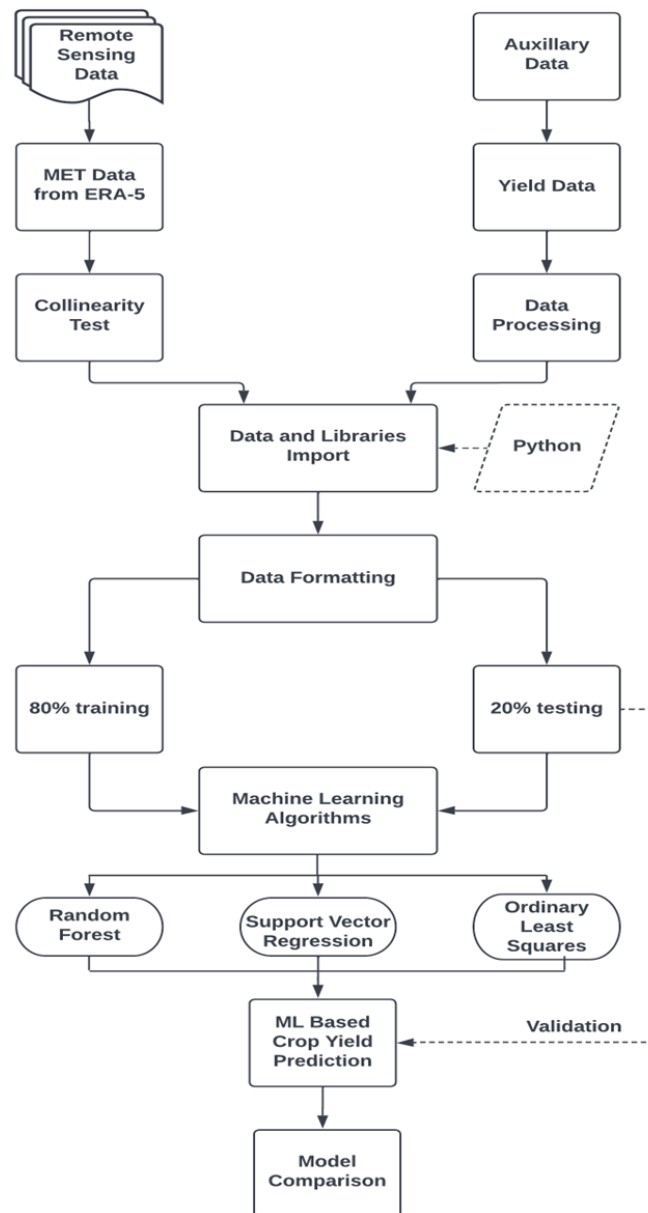 Remote
Sensing
Data
Auxillary
Data
MET Data
from ERA-5
Yield Data
Collinearity
Test
Data
Processing
Data and Libraries
Import
Python
Data Formatting
80% training
20% testing
Machine Learning
Algorithms
Random
Forest
Support Vector
Regression
Ordinary
Least
Squares
ML Based
Crop Yield
Prediction
Validation
Model
Comparison